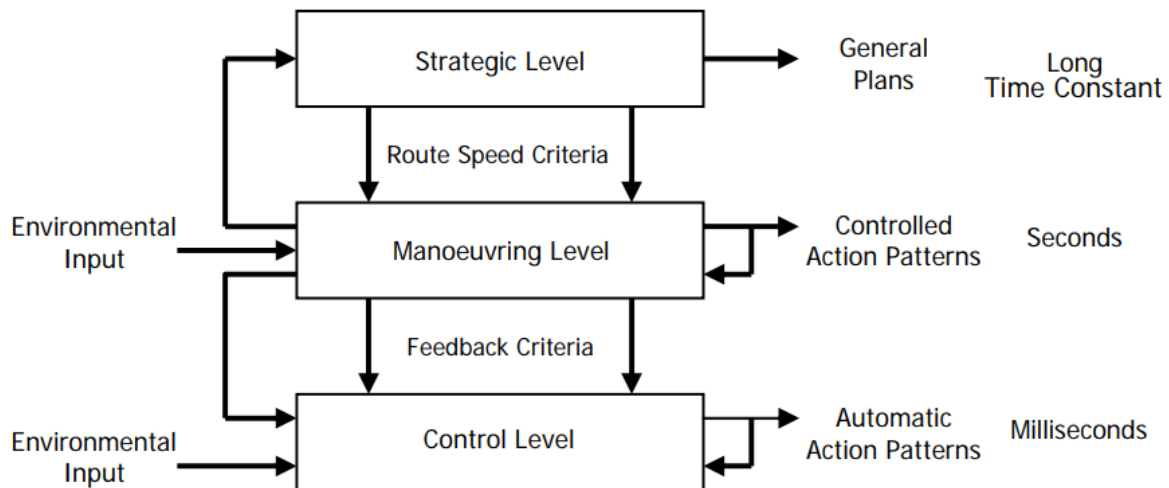 Strategic Level
General
Plans
Long
Time Constant
Route Speed Criteria
Environmental
Input
Manoeuvring Level
Controlled
Action Patterns
Seconds
Feedback Criteria
Environmental
Input
Control Level
Automatic
Action Patterns
Milliseconds